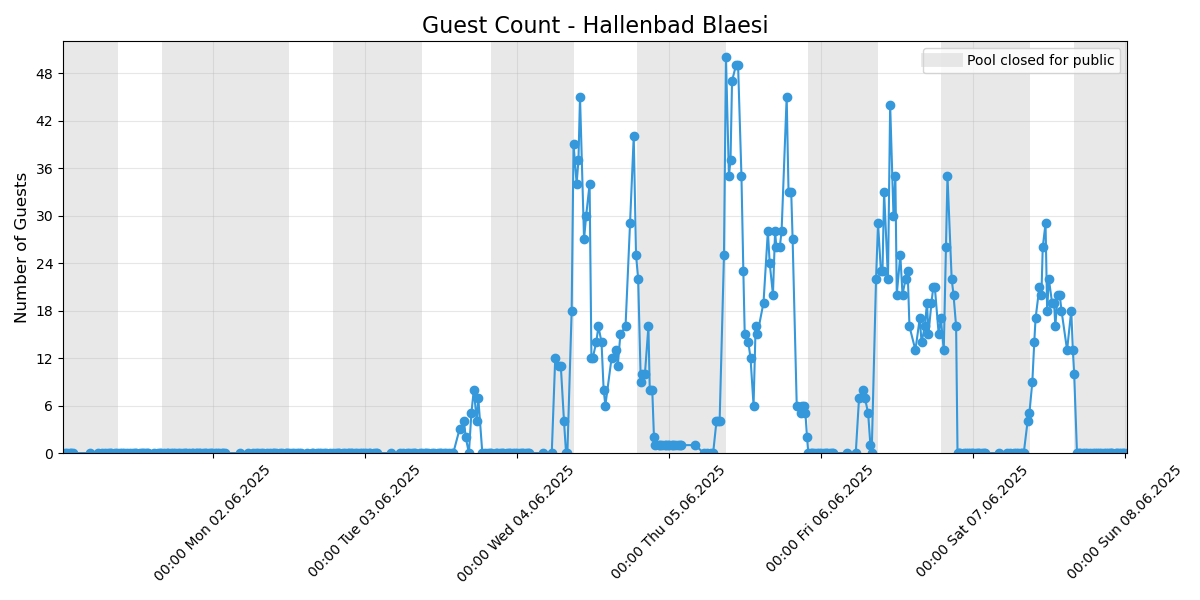 Guest Count - Hallenbad Blaesi
Pool closed for public
Number of Guests
48
42
36
30
24
18
12
6
0
00:00 Mon 02.06.2025
00:00 Tue 03.06.2025
00:00 Wed 04.06.2025
00:00 Thu 05.06.2025
00:00 Fri 06.06.2025
00:00 Sat 07.06.2025
00:00 Sun 08.06.2025